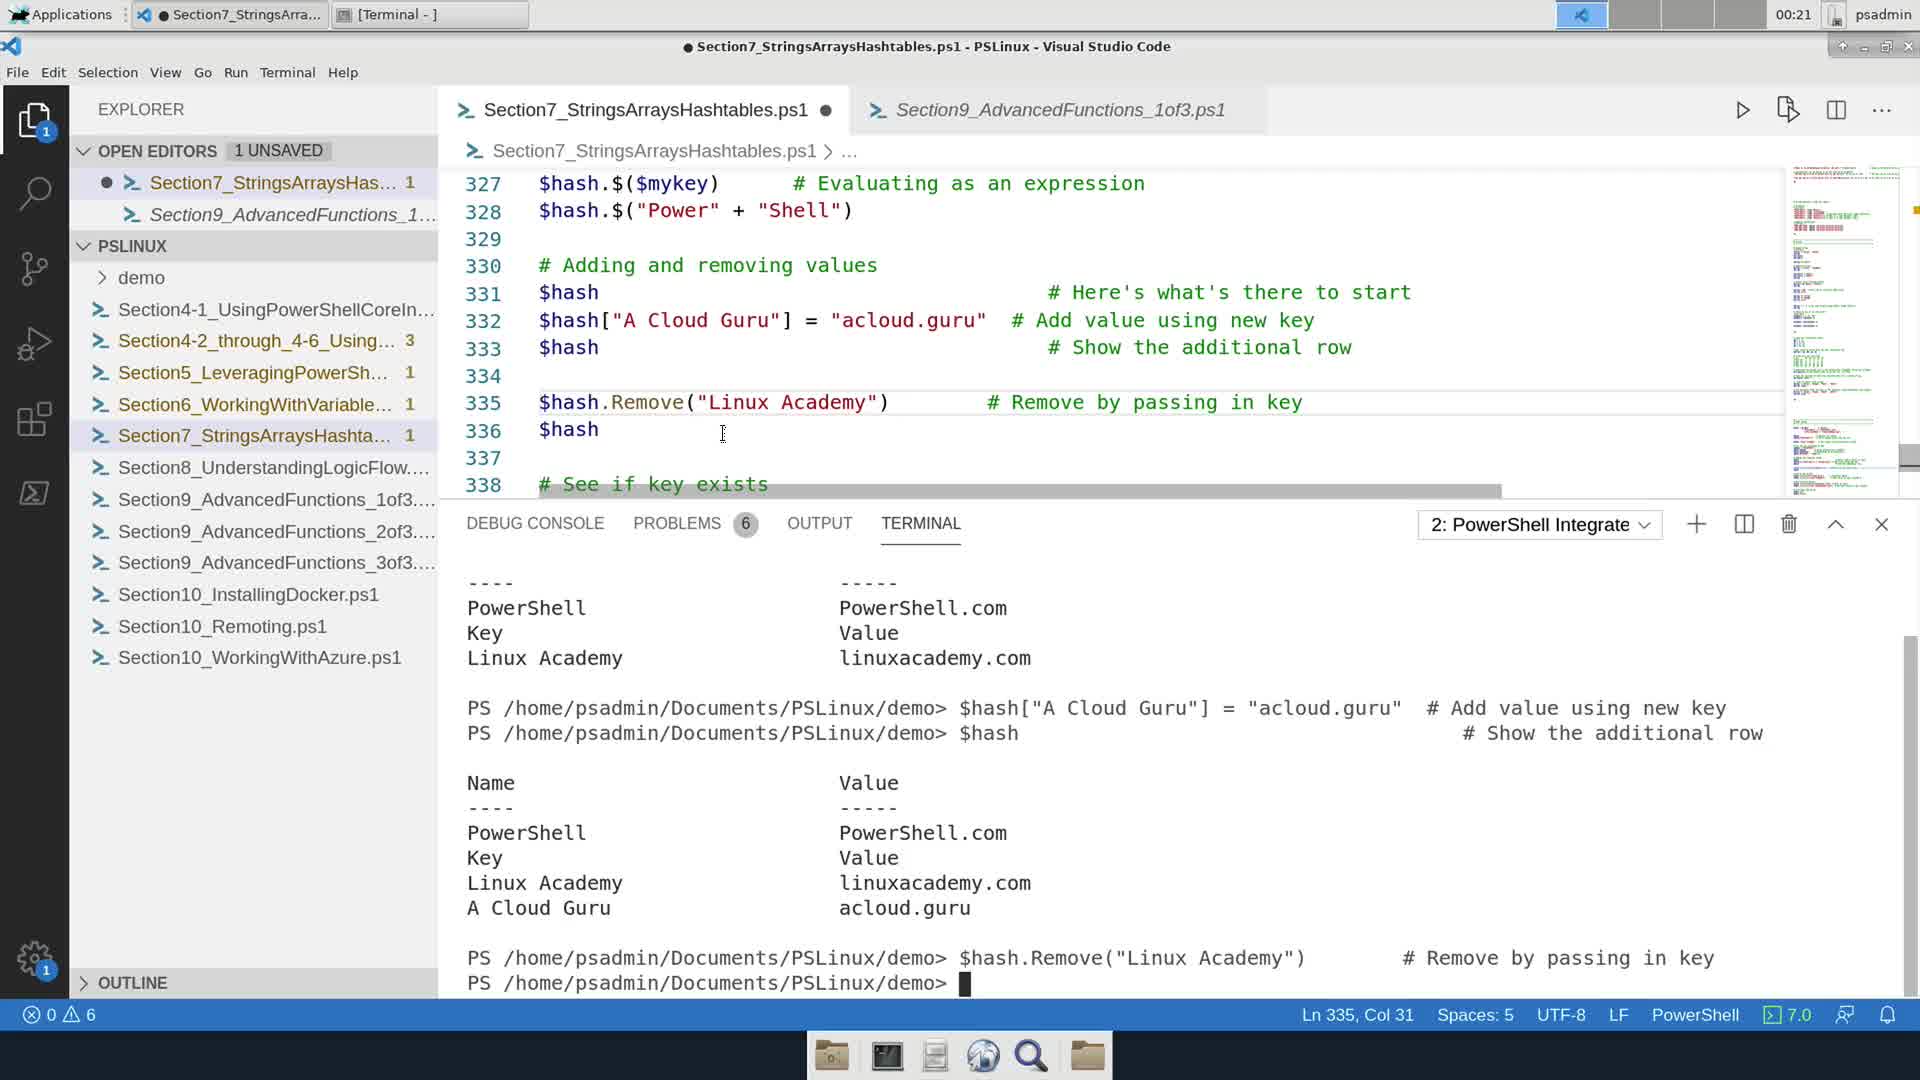 Applications
● Section7_StringsArra...
[Terminal - ]
00:21
psadmin
● Section7_StringsArraysHashtables.ps1 - PSLinux - Visual Studio Code
File Edit Selection View Go Run Terminal Help
1
EXPLORER
OPEN EDITORS 1 UNSAVED
● Section7_StringsArraysHas... 1
Section9_AdvancedFunctions_1...
PSLINUX
demo
Section4-1_UsingPowerShellCoreIn...
Section4-2_through_4-6_Using... 3
Section5_LeveragingPowerSh... 1
Section6_WorkingWithVariable... 1
Section7_StringsArraysHashta... 1
Section8_UnderstandingLogicFlow....
Section9_AdvancedFunctions_1of3....
Section9_AdvancedFunctions_2of3....
Section9_AdvancedFunctions_3of3....
Section10_InstallingDocker.ps1
Section10_Remoting.ps1
Section10_WorkingWithAzure.ps1
1
OUTLINE
Section7_StringsArraysHashtables.ps1 ●
Section9_AdvancedFunctions_1of3.ps1
Section7_StringsArraysHashtables.ps1 > ...
327 $hash.$($mykey) # Evaluating as an expression
328 $hash.$("Power" + "Shell")
329
330 # Adding and removing values
331 $hash # Here's what's there to start
332 $hash["A Cloud Guru"] = "acloud.guru" # Add value using new key
333 $hash # Show the additional row
334
335 $hash.Remove("Linux Academy") # Remove by passing in key
336 $hash
337
338 # See if key exists
DEBUG CONSOLE PROBLEMS 6 OUTPUT TERMINAL
2: PowerShell Integrate
---- -----
PowerShell PowerShell.com
Key Value
Linux Academy linuxacademy.com
PS /home/psadmin/Documents/PSLinux/demo> $hash["A Cloud Guru"] = "acloud.guru" # Add value using new key
PS /home/psadmin/Documents/PSLinux/demo> $hash # Show the additional row
Name Value
---- -----
PowerShell PowerShell.com
Key Value
Linux Academy linuxacademy.com
A Cloud Guru acloud.guru
PS /home/psadmin/Documents/PSLinux/demo> $hash.Remove("Linux Academy") # Remove by passing in key
PS /home/psadmin/Documents/PSLinux/demo>
0 6
Ln 335, Col 31 Spaces: 5 UTF-8 LF PowerShell 7.0